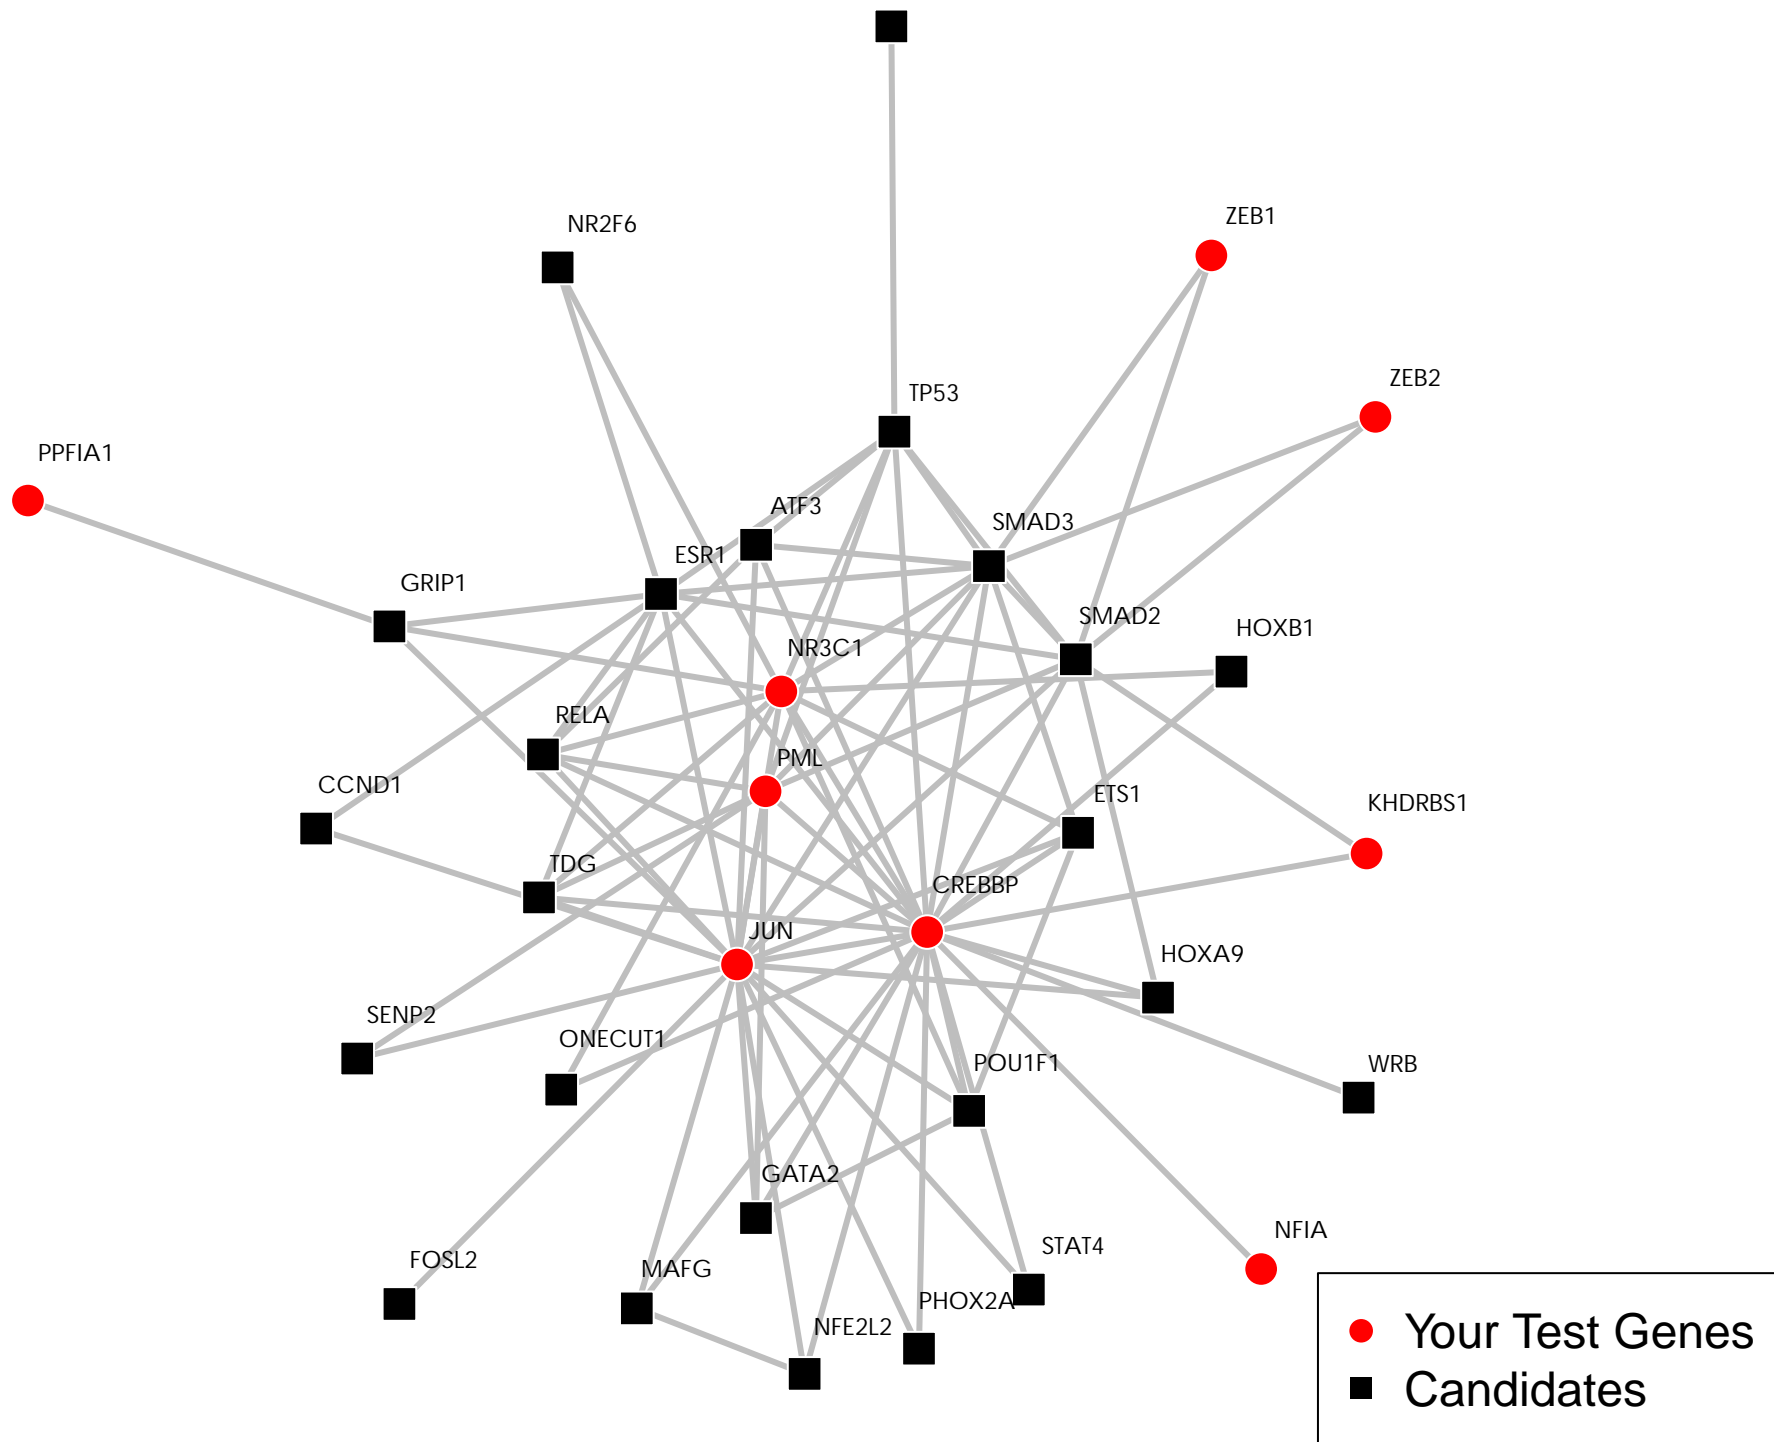 NR2F6
ZEB1
ZEB2
TP53
PPFIA1
ATF3
SMAD3
ESR1
GRIP1
SMAD2
HOXB1
NR3C1
RELA
PML
CCND1
ETS1
KHDRBS1
TDG
CREBBP
JUN
HOXA9
SENP2
ONECUT1
POU1F1
WRB
GATA2
NFIA
STAT4
FOSL2
MAFG
PHOX2A
NFE2L2
Your Test Genes
Candidates